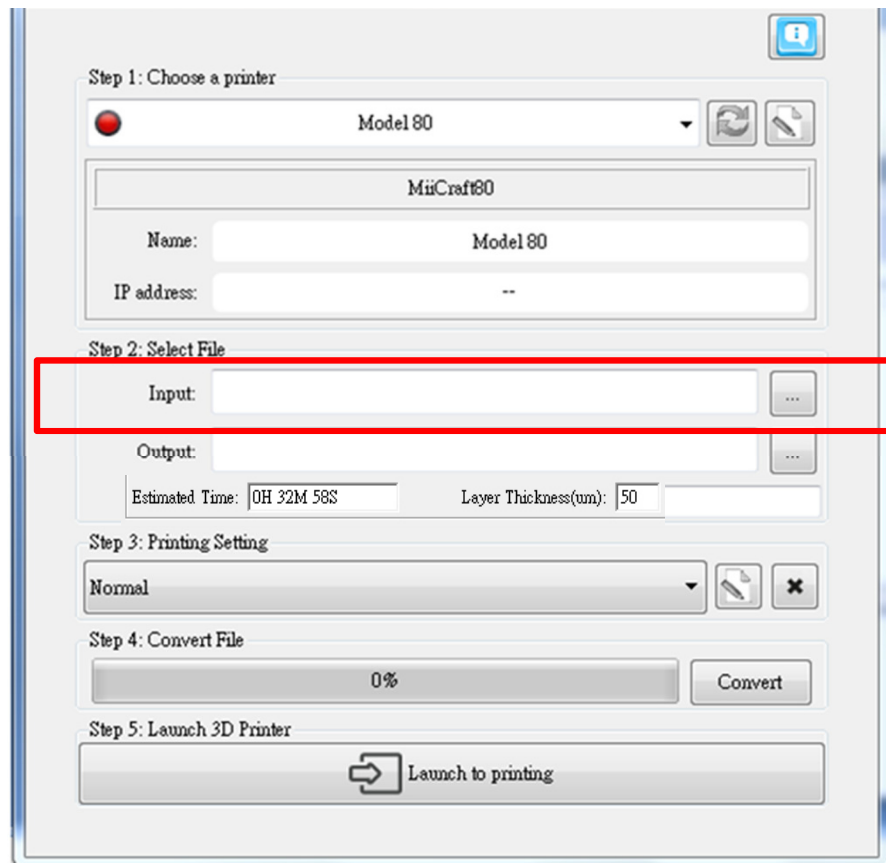 Step 1: Choose a printer
Model 80
MiiCraft80
Name: Model 80
IP address: --
Step 2: Select File
Input: ...
Output: ...
Estimated Time: 0H 32M 58S Layer Thickness(um): 50
Step 3: Printing Setting
Normal
Step 4: Convert File
0% Convert
Step 5: Launch 3D Printer
Launch to printing